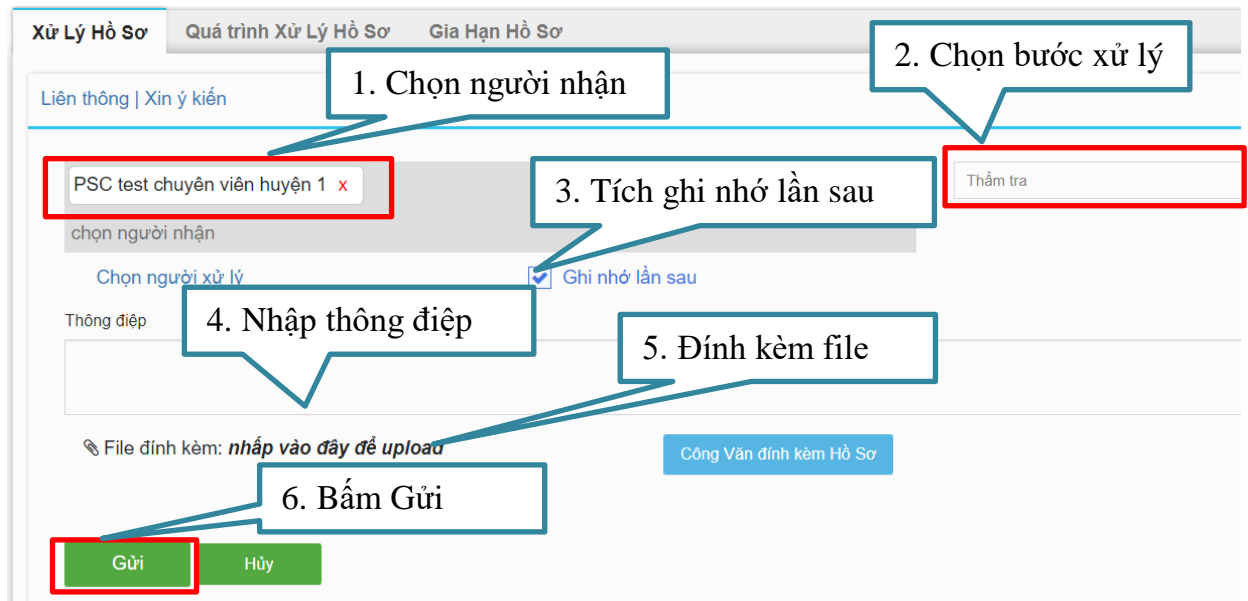 Xử Lý Hồ Sơ Quá trình Xử Lý Hồ Sơ Gia Hạn Hồ Sơ
2. Chọn bước xử lý
1. Chọn người nhận
Liên thông | Xin ý kiến
PSC test chuyên viên huyện 1 x
3. Tích ghi nhớ lần sau
Thẩm tra
chọn người nhận
Chọn người xử lý
Ghi nhớ lần sau
Thông điệp
4. Nhập thông điệp
5. Đính kèm file
File đính kèm: nhấp vào đây để upload
Công Văn đính kèm Hồ Sơ
6. Bấm Gửi
Gửi
Hủy